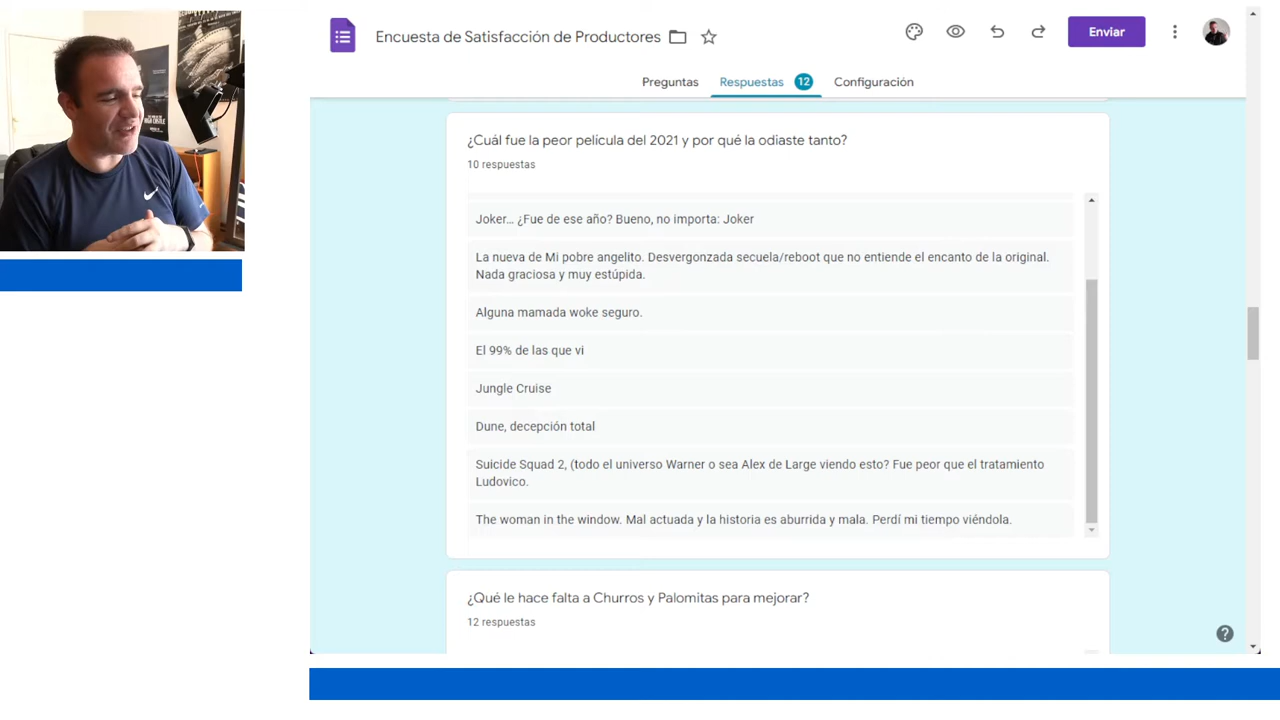 Encuesta de Satisfacción de Productores
Enviar
Preguntas
Respuestas
12
Configuración
¿Cuál fue la peor película del 2021 y por qué la odiaste tanto?
10 respuestas
Joker... ¿Fue de ese año? Bueno, no importa: Joker
La nueva de Mi pobre angelito. Desvergonzada secuela/reboot que no entiende el encanto de la original.
Nada graciosa y muy estúpida.
Alguna mamada woke seguro.
El 99% de las que vi
Jungle Cruise
Dune, decepción total
Suicide Squad 2, (todo el universo Warner o sea Alex de Large viendo esto? Fue peor que el tratamiento
Ludovico.
The woman in the window. Mal actuada y la historia es aburrida y mala. Perdí mi tiempo viéndola.
¿Qué le hace falta a Churros y Palomitas para mejorar?
12 respuestas